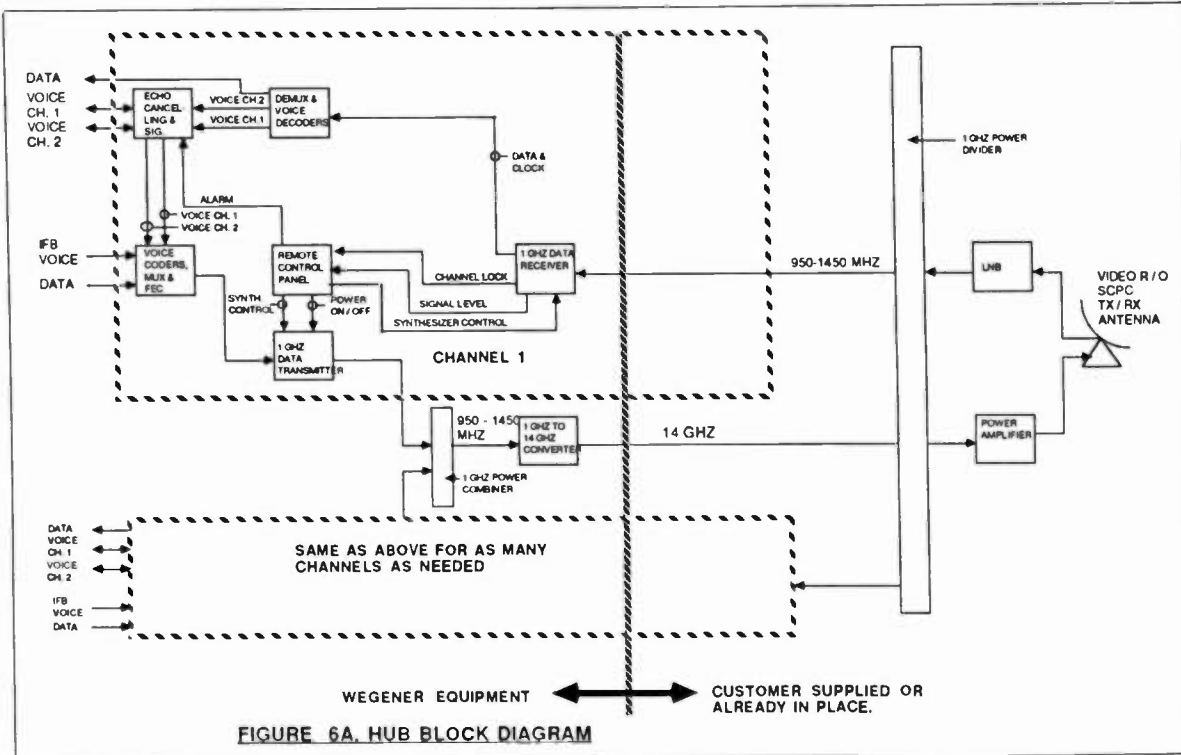 DATA
VOICE
CH. 1
VOICE
CH. 2
ECHO
CANCEL-
LING &
SIG.
VOICE CH.2
VOICE CH.1
DEMUX &
VOICE
DECODERS
DATA &
CLOCK
1 GHZ POWER
DIVIDER
ALARM
VOICE CH. 1
VOICE CH. 2
IFB
VOICE
DATA
VOICE
CODERS,
MUX &
FEC
REMOTE
CONTROL
PANEL
CHANNEL LOCK
SIGNAL LEVEL
SYNTHESIZER CONTROL
1 GHZ DATA
RECEIVER
950-1450 MHZ
LNB
VIDEO R/O
SCPC
TX/RX
ANTENNA
SYNTH
CONTROL
POWER
ON/OFF
1 GHZ
DATA
TRANSMITTER
CHANNEL 1
950 - 1450
MHZ
1 GHZ TO
14 GHZ
CONVERTER
14 GHZ
POWER
AMPLIFIER
1 GHZ POWER
COMBINER
DATA
VOICE
CH. 1
VOICE
CH. 2
IFB
VOICE
DATA
SAME AS ABOVE FOR AS MANY
CHANNELS AS NEEDED
WEGENER EQUIPMENT
CUSTOMER SUPPLIED OR
ALREADY IN PLACE.
FIGURE 6A. HUB BLOCK DIAGRAM